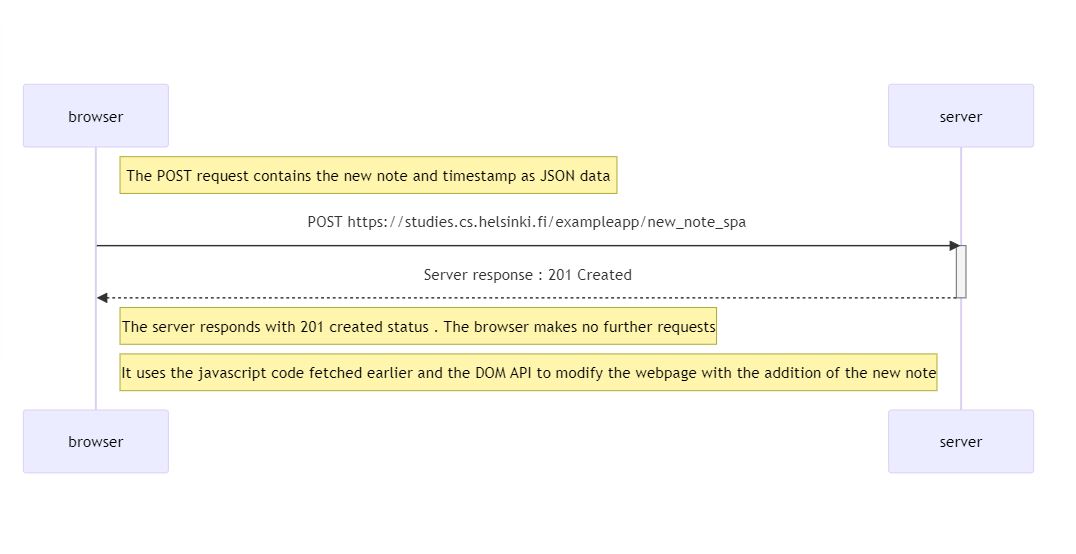 browser
server
The POST request contains the new note and timestamp as JSON data
POST https://studies.cs.helsinki.fi/exampleapp/new_note_spa
Server response : 201 Created
The server responds with 201 created status . The browser makes no further requests
It uses the javascript code fetched earlier and the DOM API to modify the webpage with the addition of the new note
browser
server